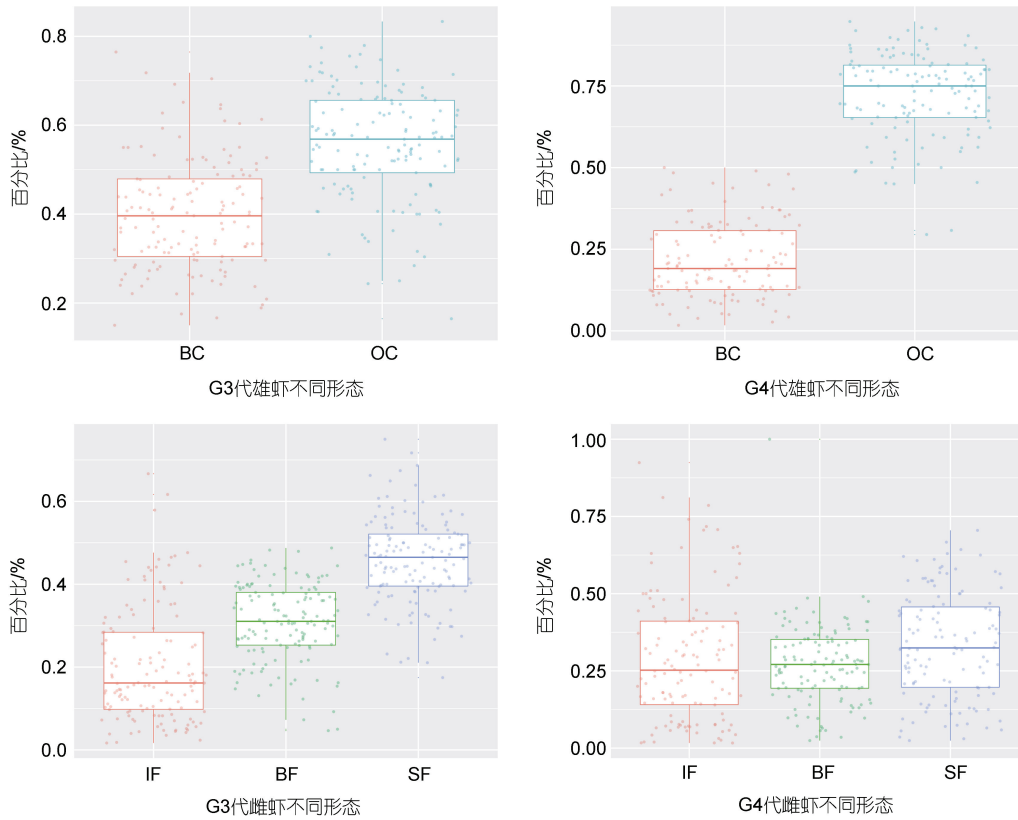 百分比/%
0.8
0.6
0.4
0.2
BC
OC
G3代雄虾不同形态
百分比/%
0.75
0.50
0.25
0.00
BC
OC
G4代雄虾不同形态
百分比/%
0.6
0.4
0.2
0.0
IF
BF
SF
G3代雌虾不同形态
百分比/%
1.00
0.75
0.50
0.25
0.00
IF
BF
SF
G4代雌虾不同形态